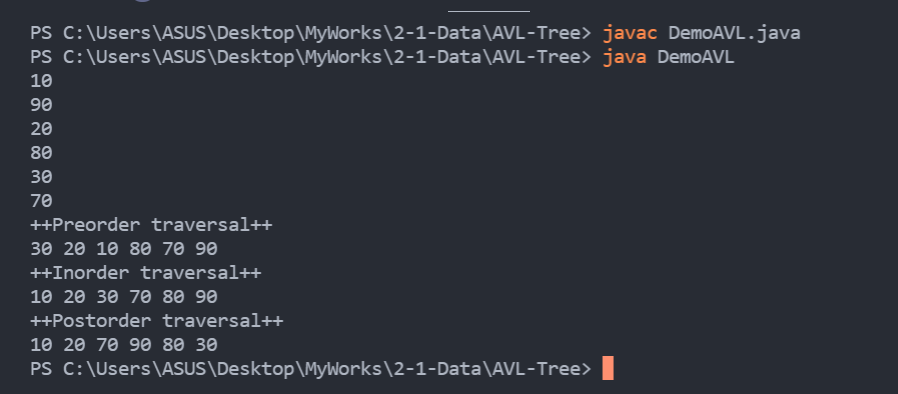 PS C:\Users\ASUS\Desktop\MyWorks\2-1-Data\AVL-Tree> javac DemoAVL.java
PS C:\Users\ASUS\Desktop\MyWorks\2-1-Data\AVL-Tree> java DemoAVL
10
90
20
80
30
70
++Preorder traversal++
30 20 10 80 70 90
++Inorder traversal++
10 20 30 70 80 90
++Postorder traversal++
10 20 70 90 80 30
PS C:\Users\ASUS\Desktop\MyWorks\2-1-Data\AVL-Tree>